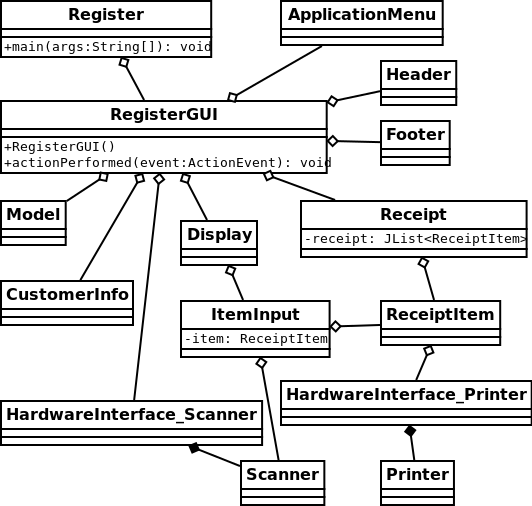 Register
+main(args:String[]): void
ApplicationMenu
Header
RegisterGUI
+RegisterGUI()
+actionPerformed(event:ActionEvent): void
Footer
Model
Display
Receipt
-receipt: JList<ReceiptItem>
CustomerInfo
ItemInput
-item: ReceiptItem
ReceiptItem
HardwareInterface_Scanner
HardwareInterface_Printer
Scanner
Printer